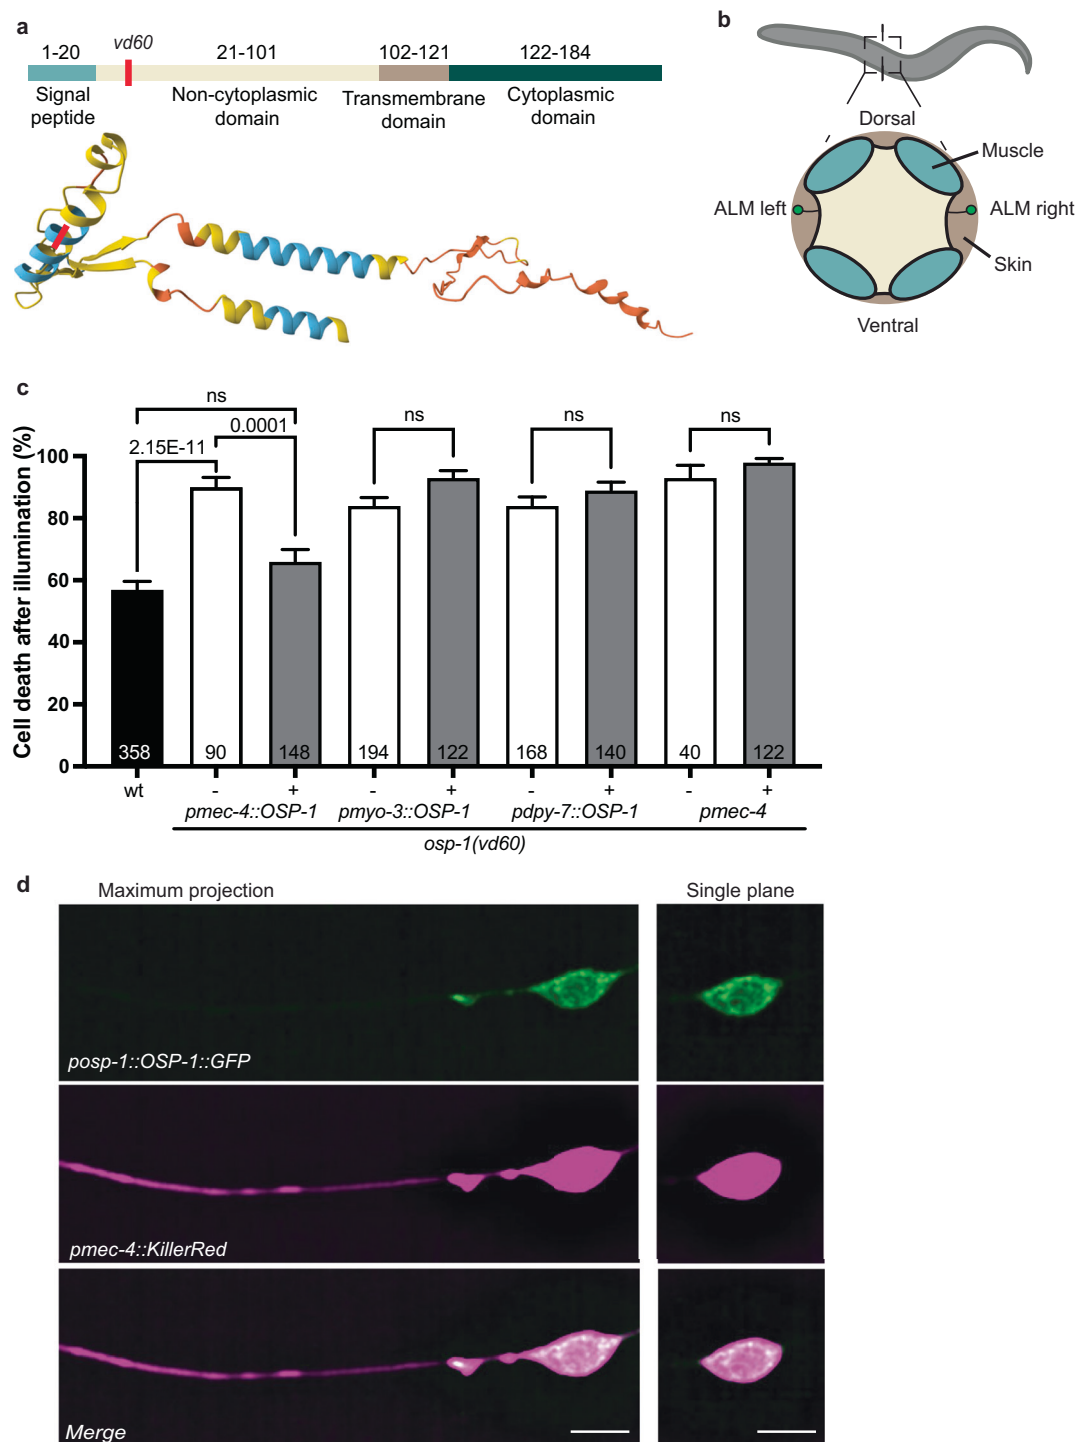 a
vd60
1-20 21-101 102-121 122-184
Signal peptide
Non-cytoplasmic domain
Transmembrane domain
Cytoplasmic domain
b
Dorsal
Muscle
ALM left
ALM right
Skin
Ventral
c
Cell death after illumination (%)
100
80
60
40
20
0
ns
0.0001
2.15E-11
ns
ns
ns
358 90 148 194 122 168 140 40 122
wt - + - + - + - +
pmec-4::OSP-1 pmyo-3::OSP-1 pdpy-7::OSP-1 pmec-4
osp-1(vd60)
d
Maximum projection
Single plane
posp-1::OSP-1::GFP
pmec-4::KillerRed
Merge